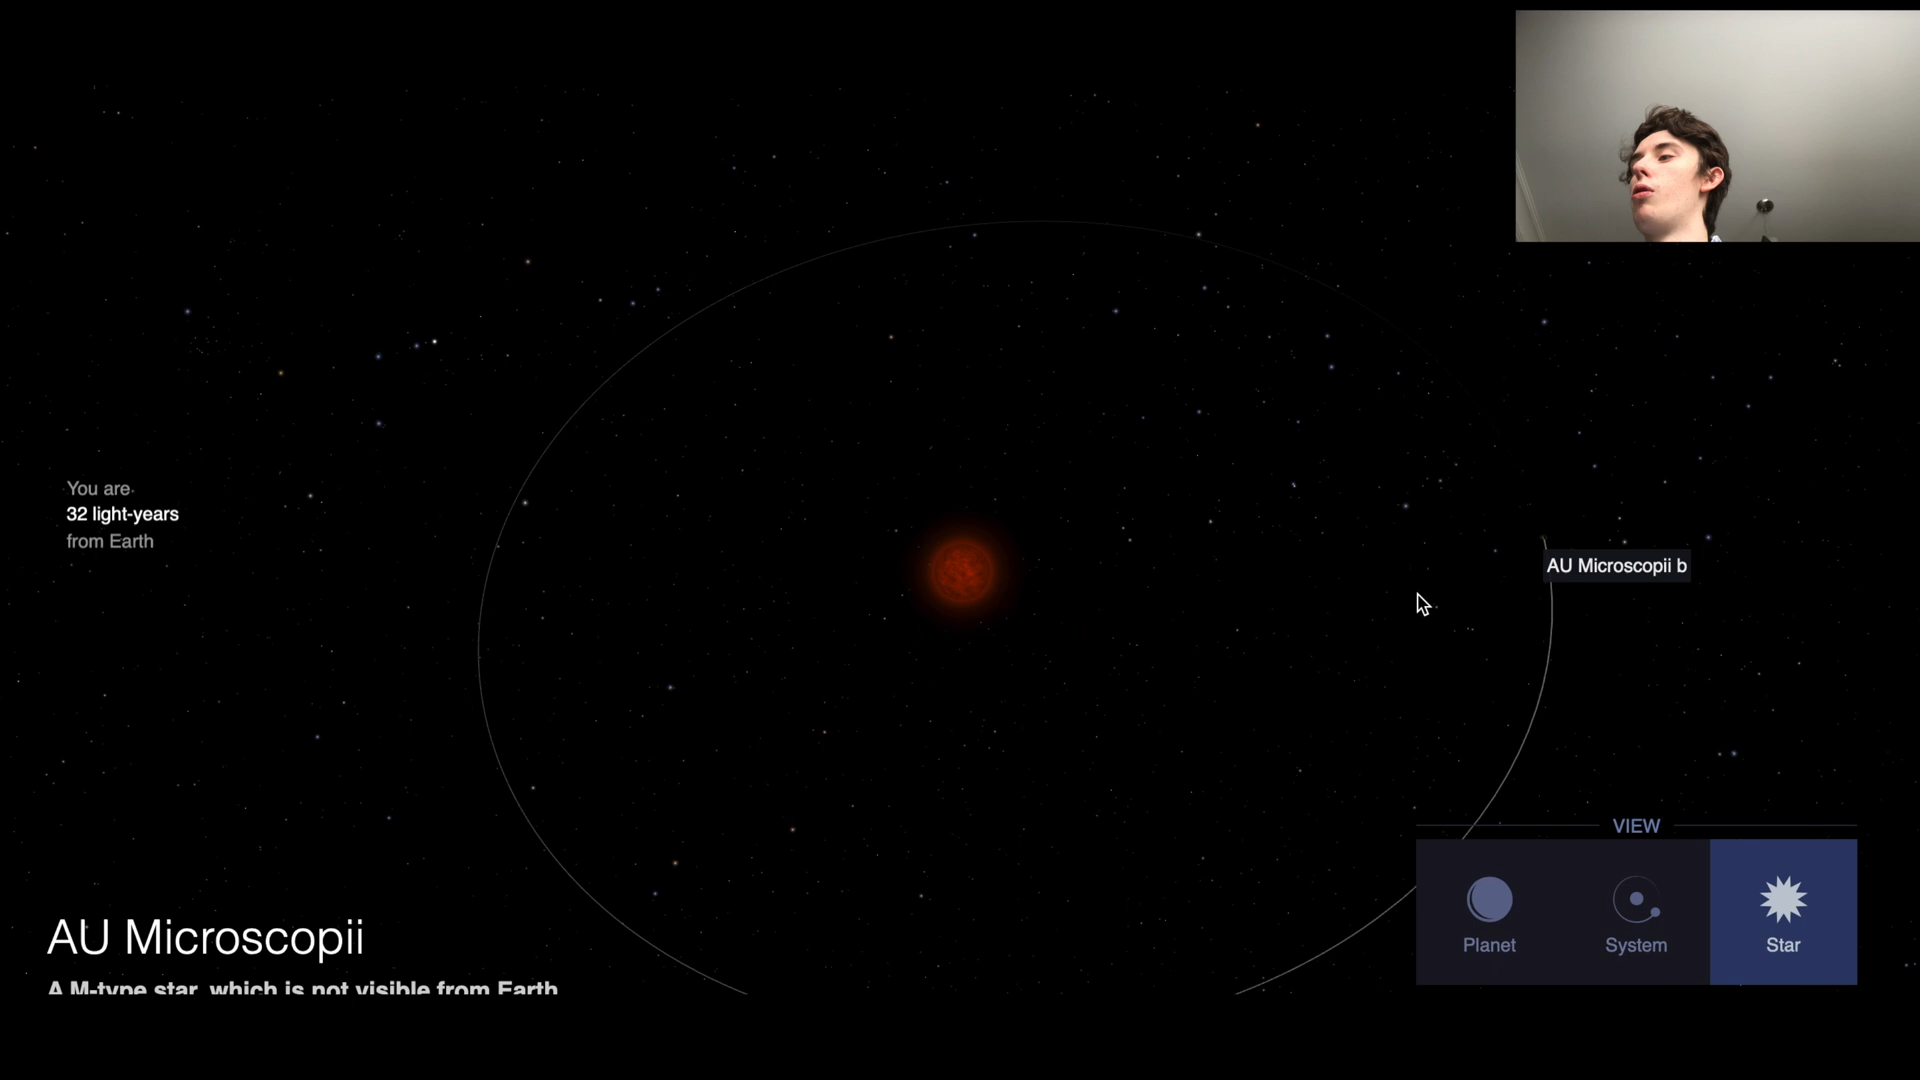 You are
32 light-years
from Earth
AU Microscopii b
VIEW
Planet
System
Star
AU Microscopii
A M-type star, which is not visible from Earth